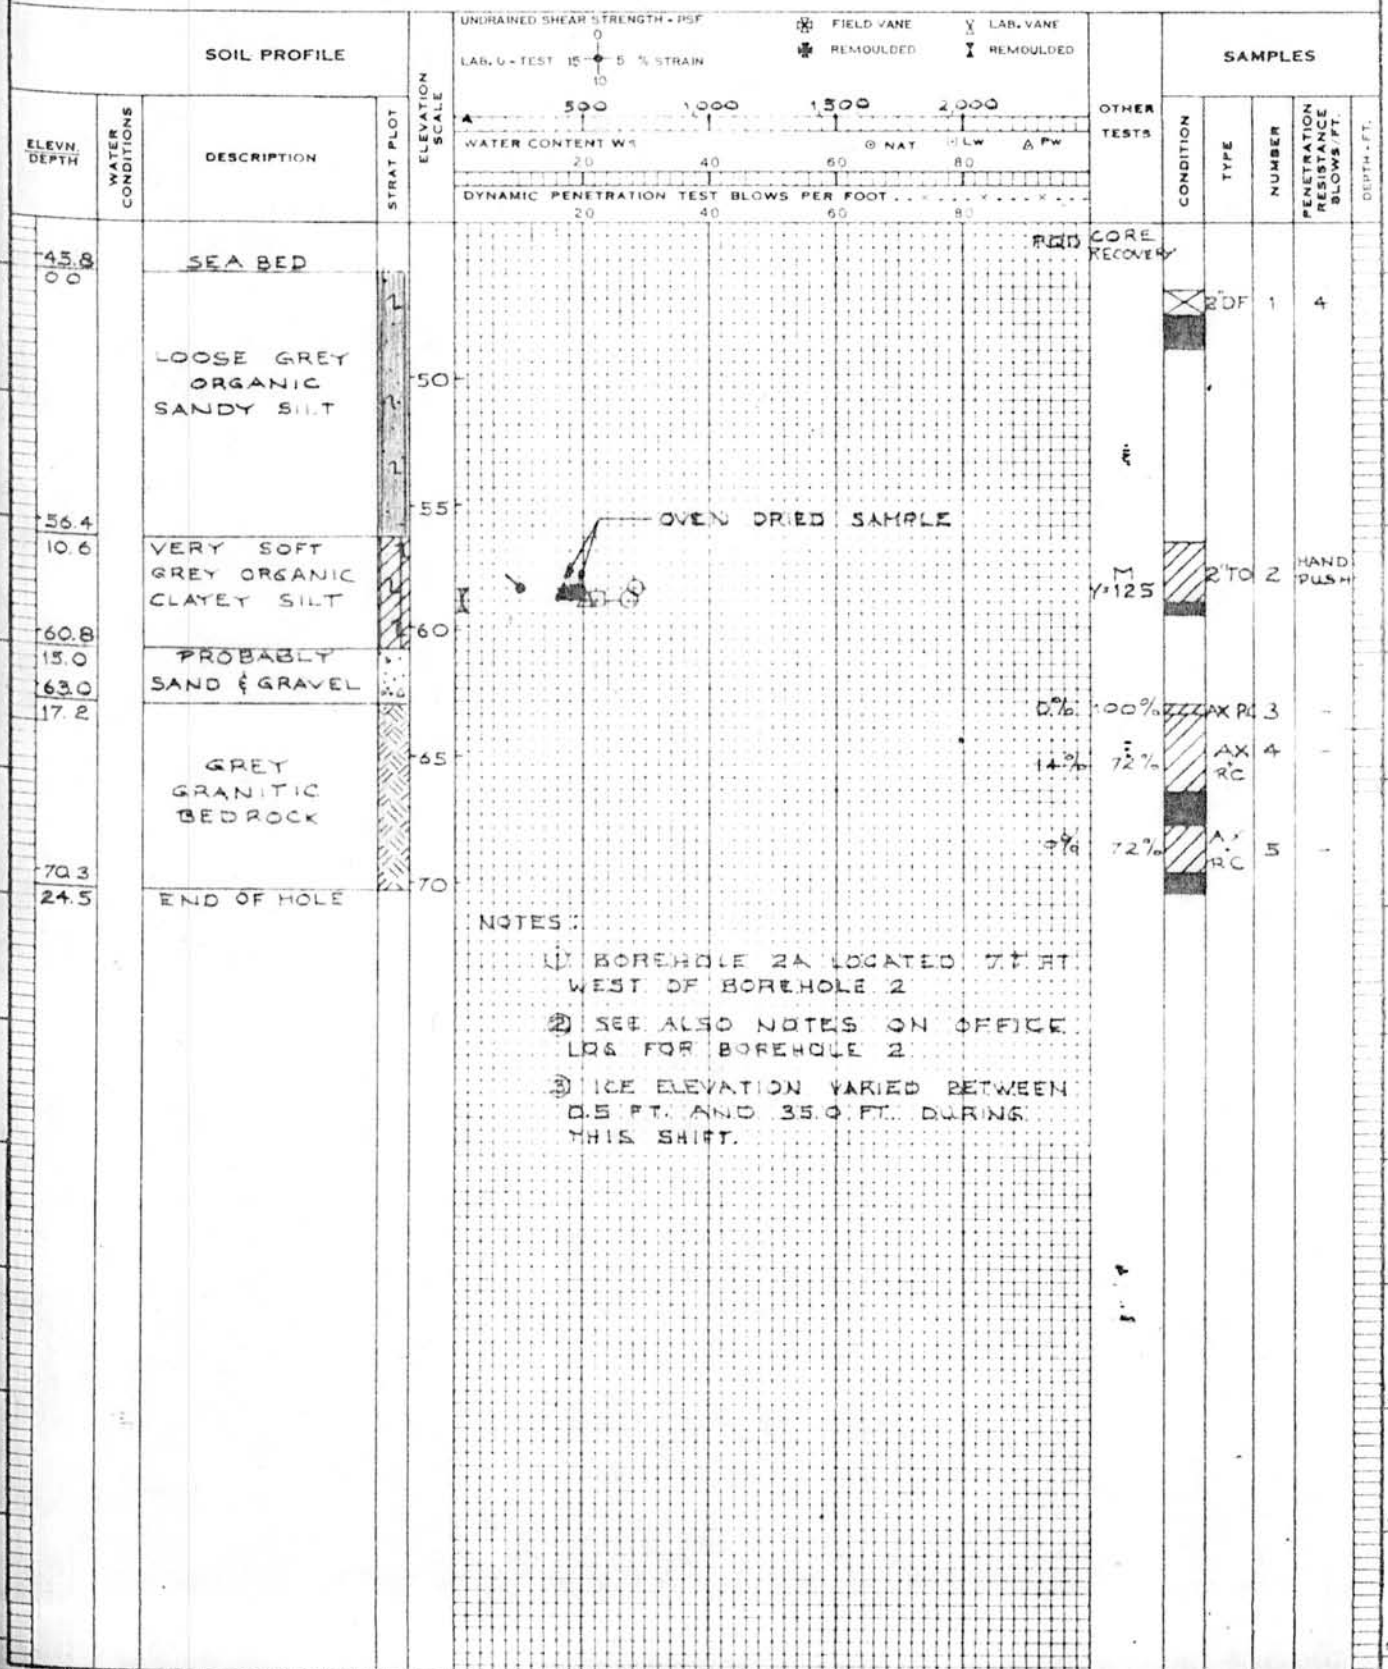 UNDRAINED SHEAR STRENGTH - PSF
FIELD VANE
LAB. VANE
REMOULDED
REMOULDED
0
LAB. U - TEST 15 5 % STRAIN
10
SOIL PROFILE
SAMPLES
ELEVN. DEPTH
WATER CONDITIONS
DESCRIPTION
STRAT PLOT
ELEVATION SCALE
500 1,000 1,500 2,000
WATER CONTENT W%
NAT LW PW
20 40 60 80
DYNAMIC PENETRATION TEST BLOWS PER FOOT
20 40 60 80
OTHER TESTS
CONDITION
TYPE
NUMBER
PENETRATION RESISTANCE BLOWS/FT.
DEPTH - FT.
RQD CORE RECOVERY
45.8
0 0
SEA BED
2"DF 1 4
LOOSE GREY
ORGANIC
SANDY SILT
50
55
56.4
10.6
OVEN DRIED SAMPLE
VERY SOFT
GREY ORGANIC
CLAYEY SILT
M
γ=125
2"TO 2 HAND PUSH
60
60.8
15.0
PROBABLY
SAND & GRAVEL
63.0
17.2
0% 100% 3 -
65
14% 72% AX RC 4 -
GREY
GRANITIC
BEDROCK
0% 72% AX RC 5 -
70.3
24.5
70
END OF HOLE
NOTES:
① BOREHOLE 2A LOCATED FT
WEST OF BOREHOLE 2
② SEE ALSO NOTES ON OFFICE
LOG FOR BOREHOLE 2
③ ICE ELEVATION VARIED BETWEEN
0.5 FT. AND 35.0 FT. DURING
THIS SHIFT.